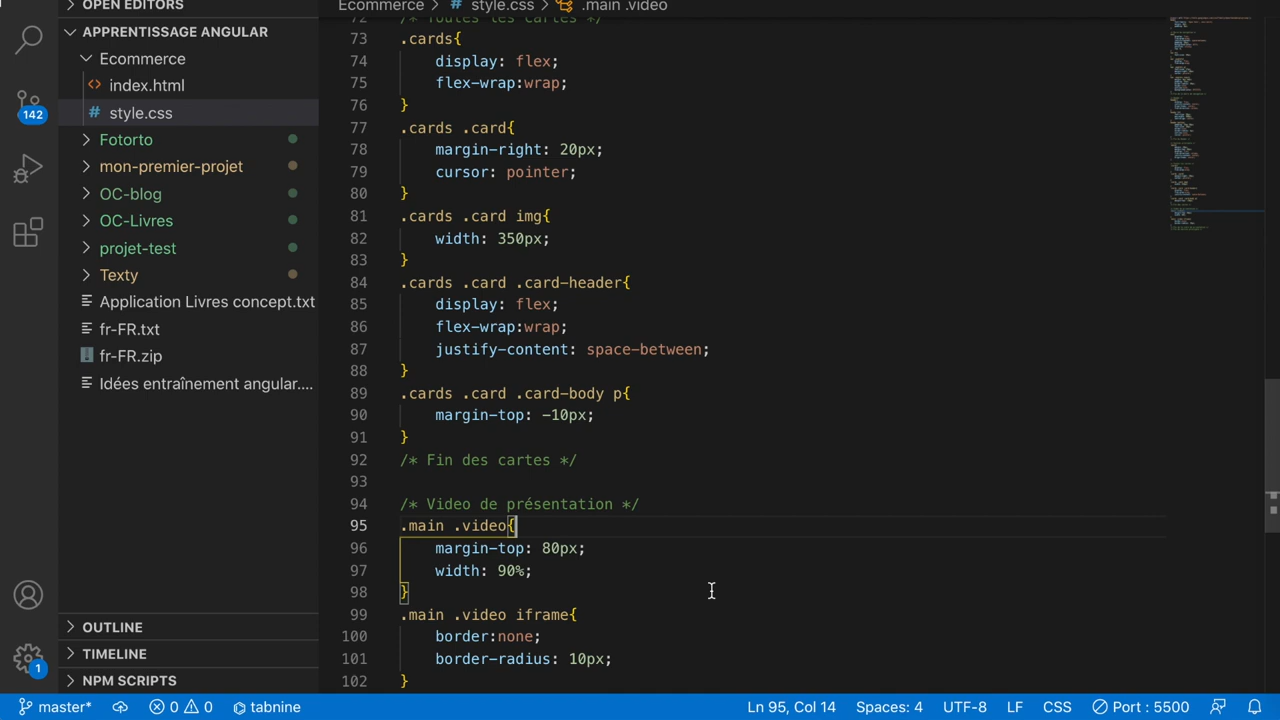 OPEN EDITORS
APPRENTISSAGE ANGULAR
Ecommerce
<> index.html
# style.css
Fotorto
mon-premier-projet
OC-blog
OC-Livres
projet-test
Texty
Application Livres concept.txt
fr-FR.txt
fr-FR.zip
Idées entraînement angular....
OUTLINE
TIMELINE
NPM SCRIPTS
142
1
Ecommerce > # style.css > .main .video
72 /* Toutes les cartes */
73 .cards{
74 display: flex;
75 flex-wrap:wrap;
76 }
77 .cards .card{
78 margin-right: 20px;
79 cursor: pointer;
80 }
81 .cards .card img{
82 width: 350px;
83 }
84 .cards .card .card-header{
85 display: flex;
86 flex-wrap:wrap;
87 justify-content: space-between;
88 }
89 .cards .card .card-body p{
90 margin-top: -10px;
91 }
92 /* Fin des cartes */
93
94 /* Video de présentation */
95 .main .video{
96 margin-top: 80px;
97 width: 90%;
98 }
99 .main .video iframe{
100 border:none;
101 border-radius: 10px;
102 }
master* 0 0 tabnine Ln 95, Col 14 Spaces: 4 UTF-8 LF CSS Port : 5500